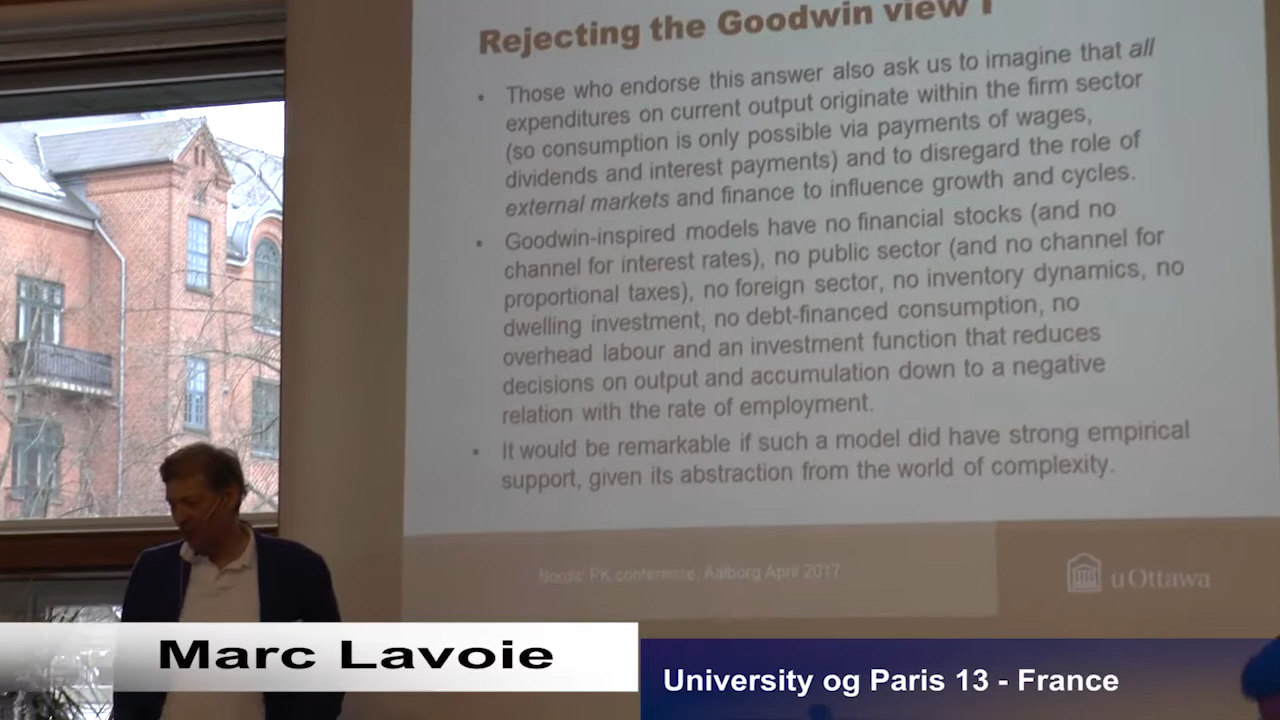 Rejecting the Goodwin view I
• Those who endorse this answer also ask us to imagine that all
expenditures on current output originate within the firm sector
(so consumption is only possible via payments of wages,
dividends and interest payments) and to disregard the role of
external markets and finance to influence growth and cycles.
• Goodwin-inspired models have no financial stocks (and no
channel for interest rates), no public sector (and no channel for
proportional taxes), no foreign sector, no inventory dynamics, no
dwelling investment, no debt-financed consumption, no
overhead labour and an investment function that reduces
decisions on output and accumulation down to a negative
relation with the rate of employment.
• It would be remarkable if such a model did have strong empirical
support, given its abstraction from the world of complexity.
Nordic PK conference, Aalborg April 2017
uOttawa
Marc Lavoie
University og Paris 13 - France